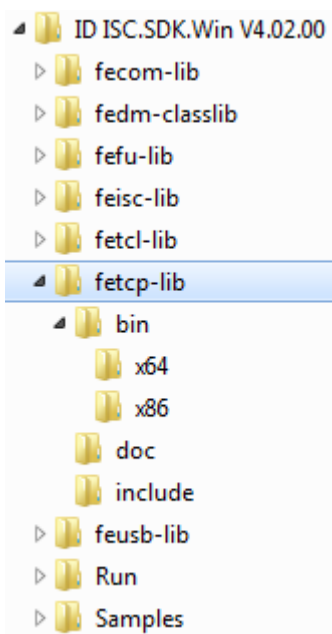 ID ISC.SDK.Win V4.02.00
fecom-lib
fedm-classlib
fefu-lib
feisc-lib
fetcl-lib
fetcp-lib
bin
x64
x86
doc
include
feusb-lib
Run
Samples